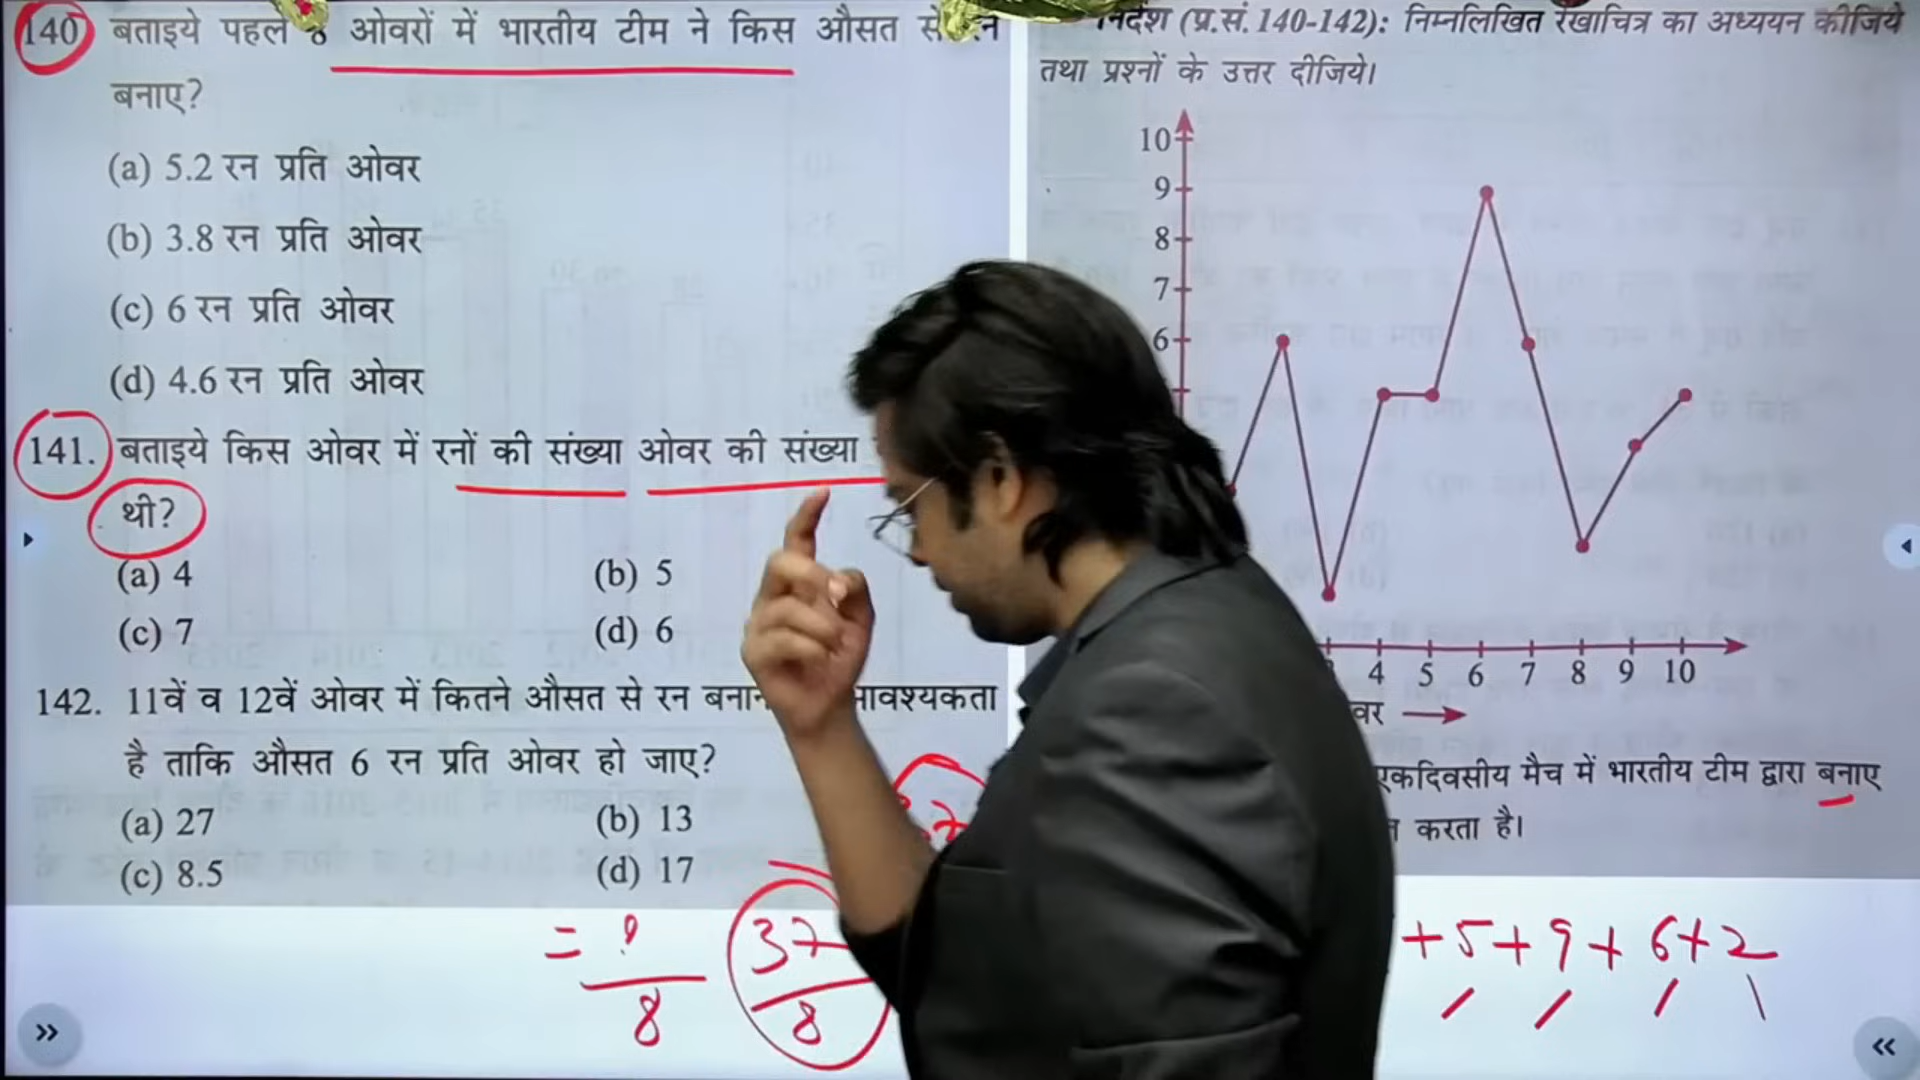 140 बताइये पहले 8 ओवरों में भारतीय टीम ने किस औसत से
बनाए?
(a) 5.2 रन प्रति ओवर
(b) 3.8 रन प्रति ओवर
(c) 6 रन प्रति ओवर
(d) 4.6 रन प्रति ओवर
141. बताइये किस ओवर में रनों की संख्या ओवर की संख्या
थी?
(a) 4 (b) 5
(c) 7 (d) 6
142. 11वें व 12वें ओवर में कितने औसत से रन आवश्यकता
है ताकि औसत 6 रन प्रति ओवर हो जाए?
(a) 27 (b) 13
(c) 8.5 (d) 17
= ?/8 37/8
निर्देश (प्र.सं. 140-142): निम्नलिखित रेखाचित्र का अध्ययन कीजिये
तथा प्रश्नों के उत्तर दीजिये।
10
9
8
7
6
4 5 6 7 8 9 10
एकदिवसीय मैच में भारतीय टीम द्वारा बनाए
करता है।
+5+9+6+2
»
«